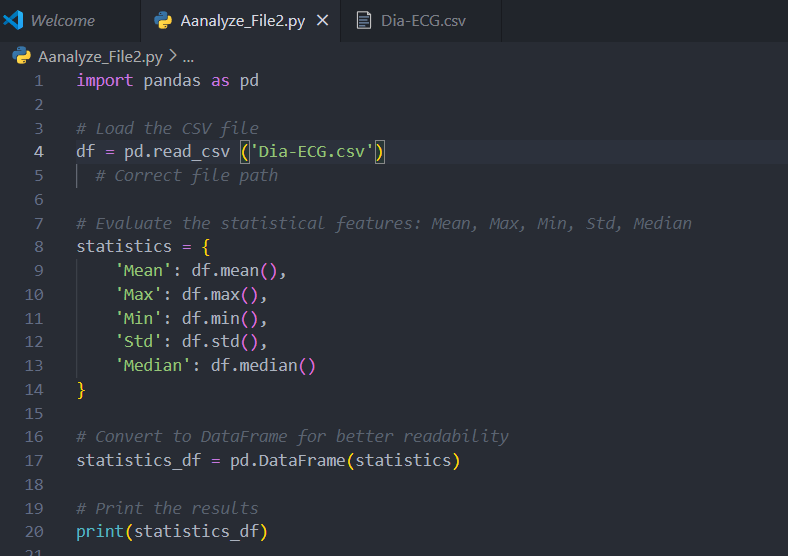 Welcome Aanalyze_File2.py Dia-ECG.csv
Aanalyze_File2.py > ...
1 import pandas as pd
2
3 # Load the CSV file
4 df = pd.read_csv ('Dia-ECG.csv')
5 # Correct file path
6
7 # Evaluate the statistical features: Mean, Max, Min, Std, Median
8 statistics = {
9 'Mean': df.mean(),
10 'Max': df.max(),
11 'Min': df.min(),
12 'Std': df.std(),
13 'Median': df.median()
14 }
15
16 # Convert to DataFrame for better readability
17 statistics_df = pd.DataFrame(statistics)
18
19 # Print the results
20 print(statistics_df)
21